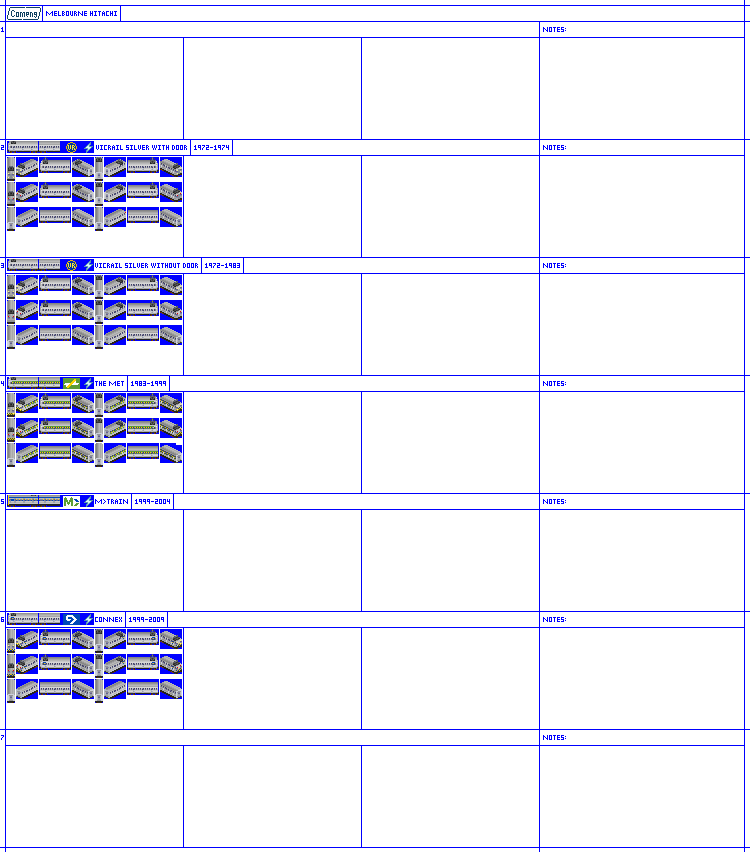 Comeng MELBOURNE HITACHI
1 NOTES:
2 VR VICRAIL SILVER WITH DOOR 1972-1974 NOTES:
3 VR VICRAIL SILVER WITHOUT DOOR 1972-1983 NOTES:
4 THE MET 1983-1999 NOTES:
5 M> M>TRAIN 1999-2004 NOTES:
6 CONNEX 1999-2009 NOTES:
7 NOTES: